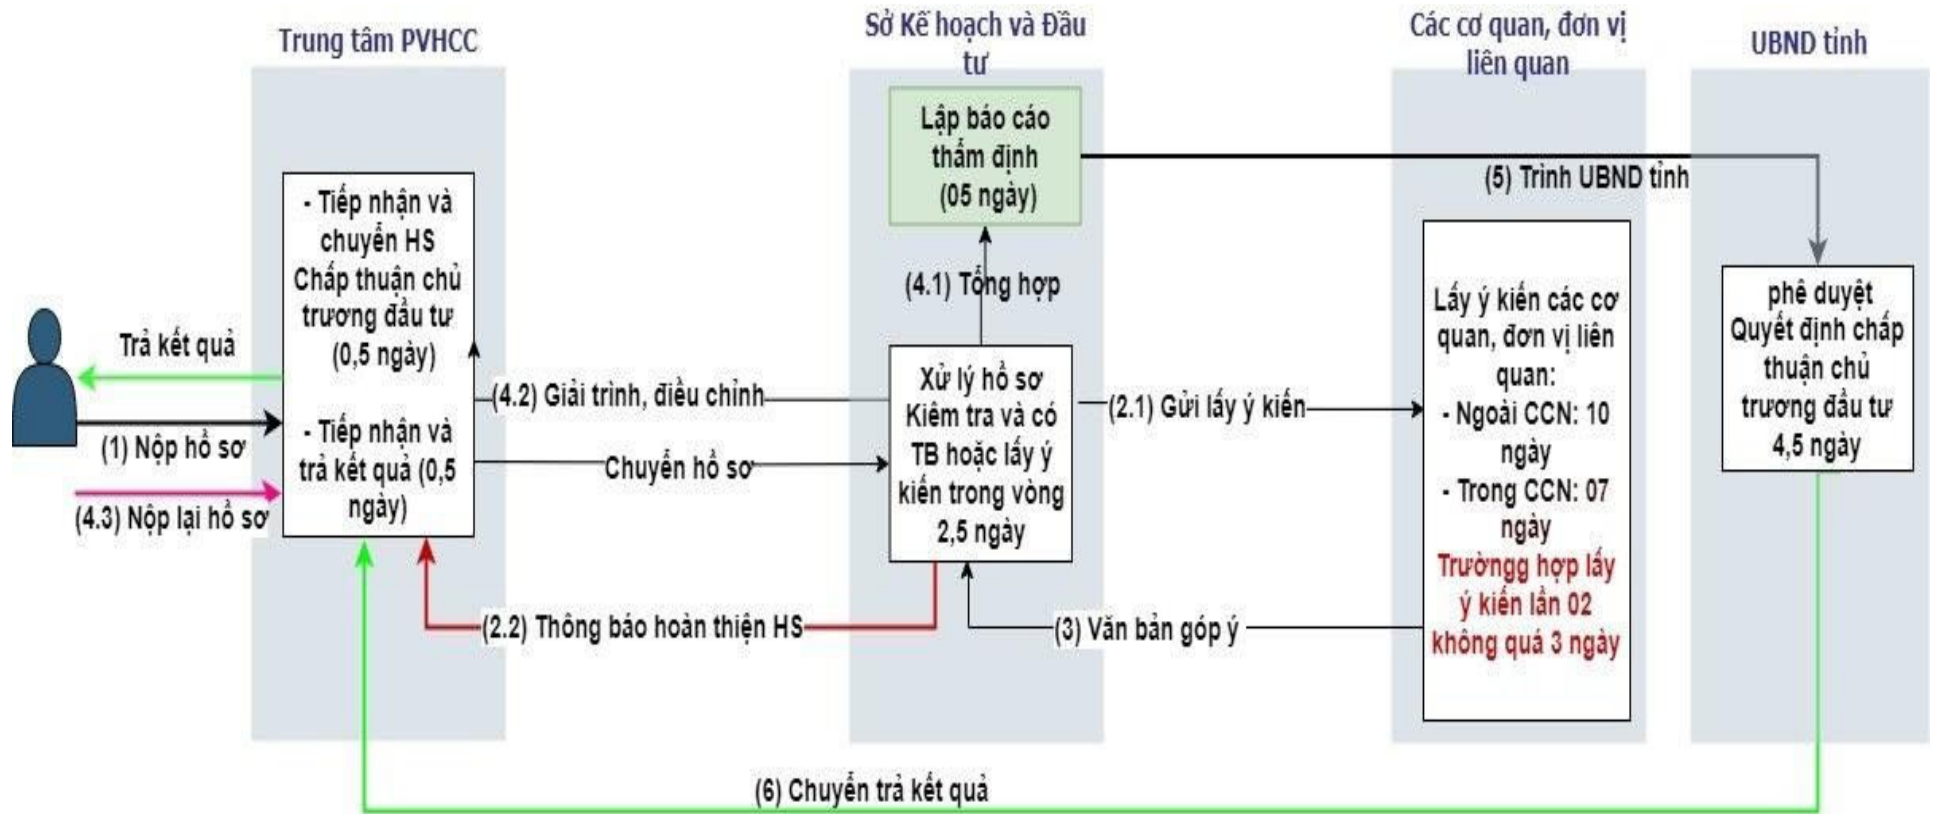 Trung tâm PVHCC
Sở Kế hoạch và Đầu
tư
Các cơ quan, đơn vị
liên quan
UBND tỉnh
Lập báo cáo
thẩm định
(05 ngày)
(5) Trình UBND tỉnh
- Tiếp nhận và
chuyển HS
Chấp thuận chủ
trương đầu tư
(0,5 ngày)
- Tiếp nhận và
trả kết quả (0,5
ngày)
(4.1) Tổng hợp
Trả kết quả
(1) Nộp hồ sơ
(4.3) Nộp lại hồ sơ
(4.2) Giải trình, điều chỉnh
Chuyển hồ sơ
Xử lý hồ sơ
Kiêm tra và có
TB hoặc lấy ý
kiến trong vòng
2,5 ngày
(2.1) Gửi lấy ý kiến
Lấy ý kiến các cơ
quan, đơn vị liên
quan:
- Ngoài CCN: 10
ngày
- Trong CCN: 07
ngày
Trườngg hợp lấy
ý kiến lần 02
không quá 3 ngày
phê duyệt
Quyết định chấp
thuận chủ
trương đầu tư
4,5 ngày
(2.2) Thông báo hoàn thiện HS
(3) Văn bản góp ý
(6) Chuyển trả kết quả